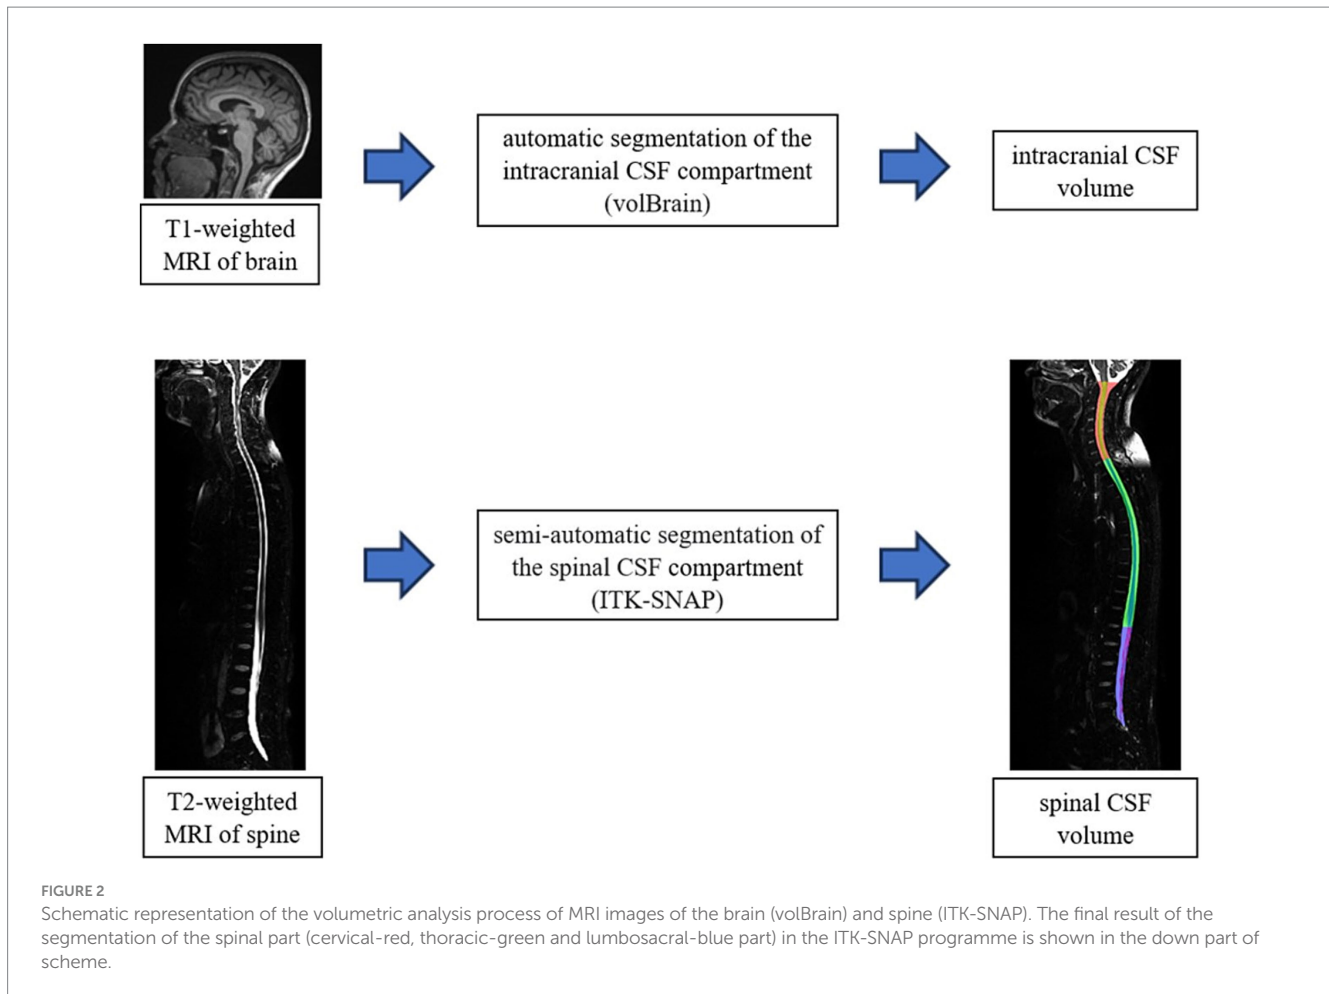 T1-weighted
MRI of brain
automatic segmentation of the
intracranial CSF compartment
(volBrain)
intracranial CSF
volume
T2-weighted
MRI of spine
semi-automatic segmentation of
the spinal CSF compartment
(ITK-SNAP)
spinal CSF
volume
FIGURE 2
Schematic representation of the volumetric analysis process of MRI images of the brain (volBrain) and spine (ITK-SNAP). The final result of the
segmentation of the spinal part (cervical-red, thoracic-green and lumbosacral-blue part) in the ITK-SNAP programme is shown in the down part of
scheme.